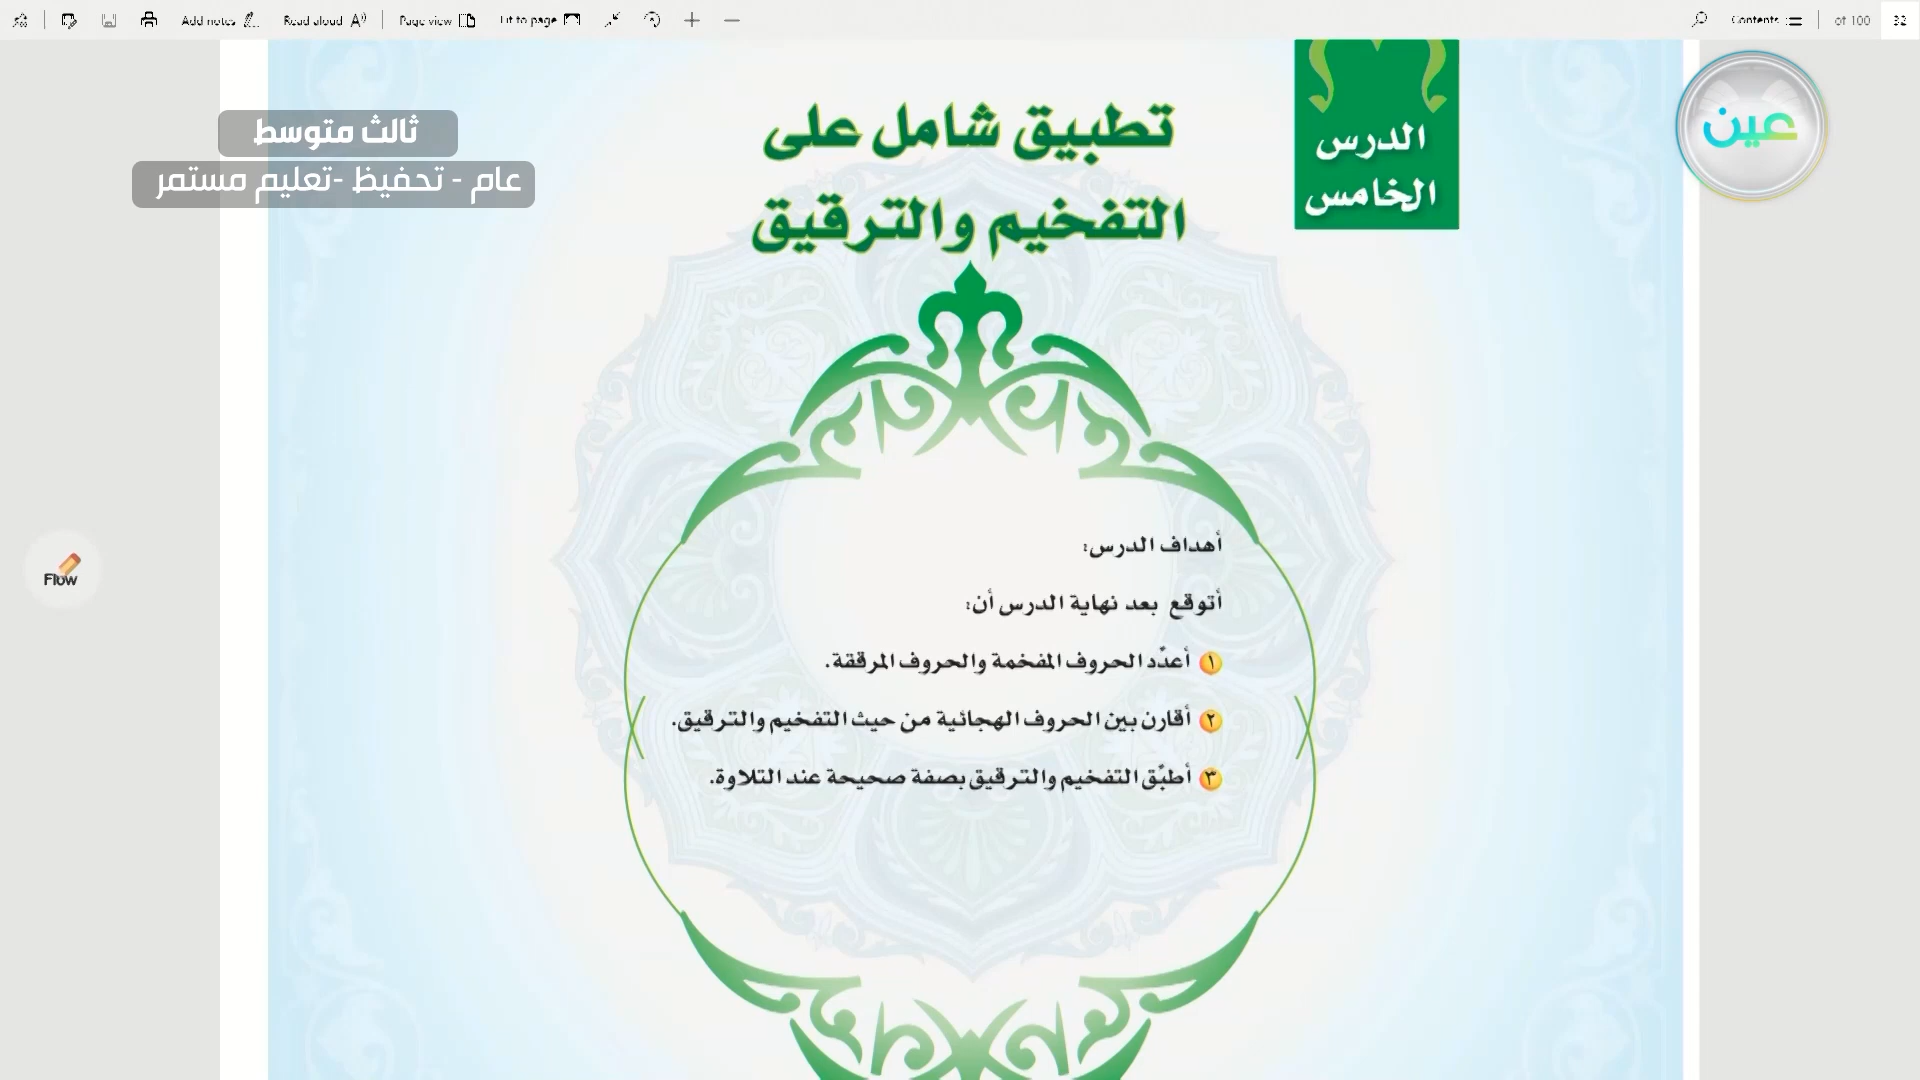 Add notes
Read aloud
Page view
Fit to page
Contents
of 100
32
ثالث متوسط
عام - تحفيظ -تعليم مستمر
عين
الدرس
الخامس
تطبيق شامل على
التفخيم والترقيق
أهداف الدرس:
أتوقع بعد نهاية الدرس أن:
١ أعدِّد الحروف المفخمة والحروف المرققة.
٢ أقارن بين الحروف الهجائية من حيث التفخيم والترقيق.
٣ أطبِّق التفخيم والترقيق بصفة صحيحة عند التلاوة.
Flow